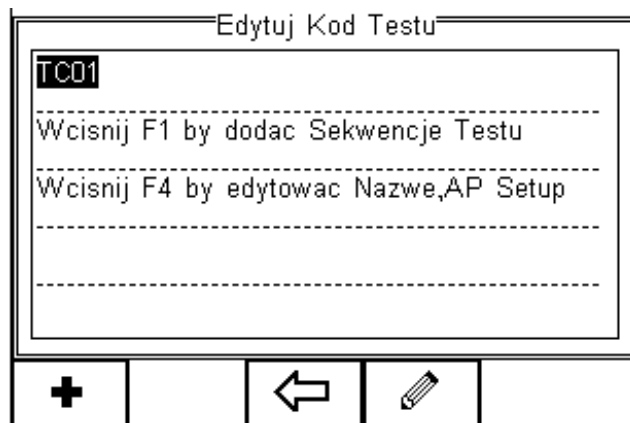 Edytuj Kod Testu
TC01
Wcisnij F1 by dodac Sekwencje Testu
Wcisnij F4 by edytowac Nazwe,AP Setup